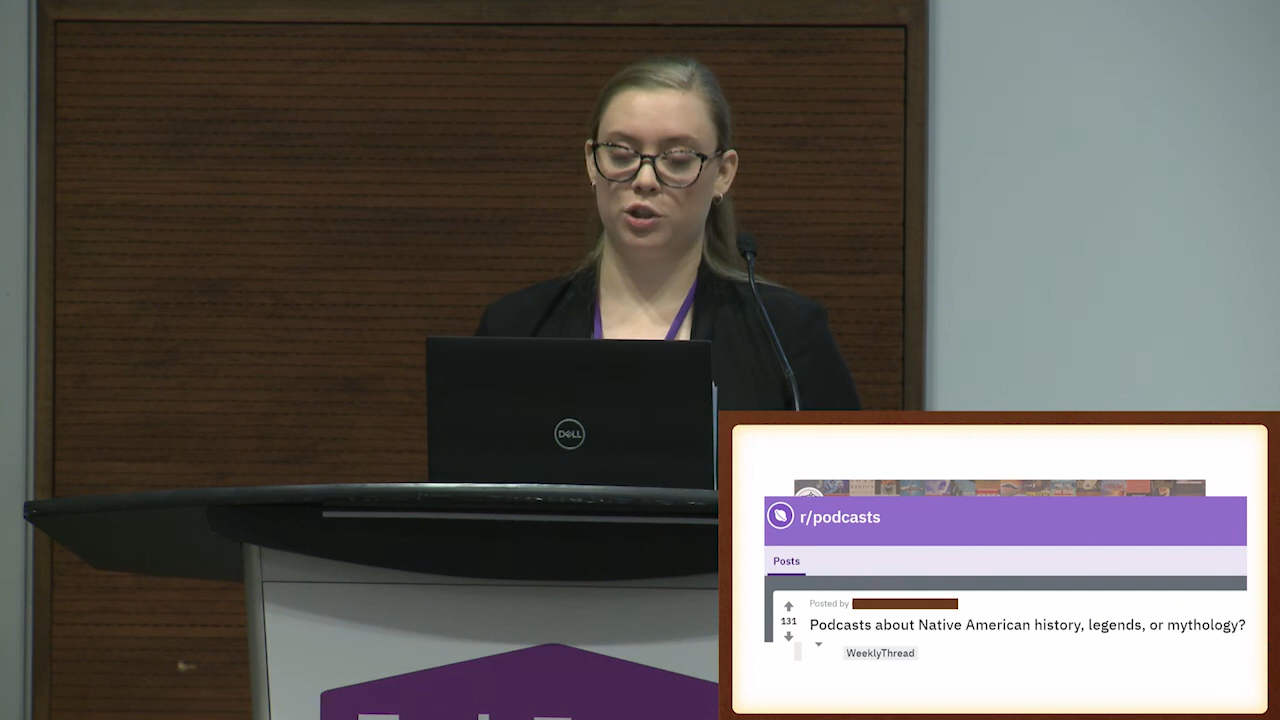 DELL
r/podcasts
Posts
Posted by
131
Podcasts about Native American history, legends, or mythology?
WeeklyThread